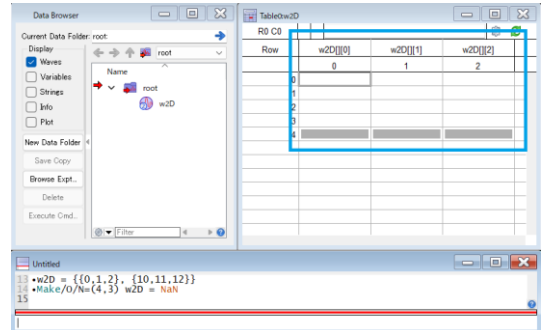 Data Browser
Current Data Folder: root:
Display
Waves
Variables
Strings
Info
Plot
New Data Folder
Save Copy
Browse Expt...
Delete
Execute Cmd...
root
Name
root
w2D
Filter
Table0:w2D
R0 C0
Row w2D[][0] w2D[][1] w2D[][2]
0 1 2
0
1
2
3
4
Untitled
13 •w2D = {{0,1,2}, {10,11,12}}
14 •Make/O/N=(4,3) w2D = NaN
15